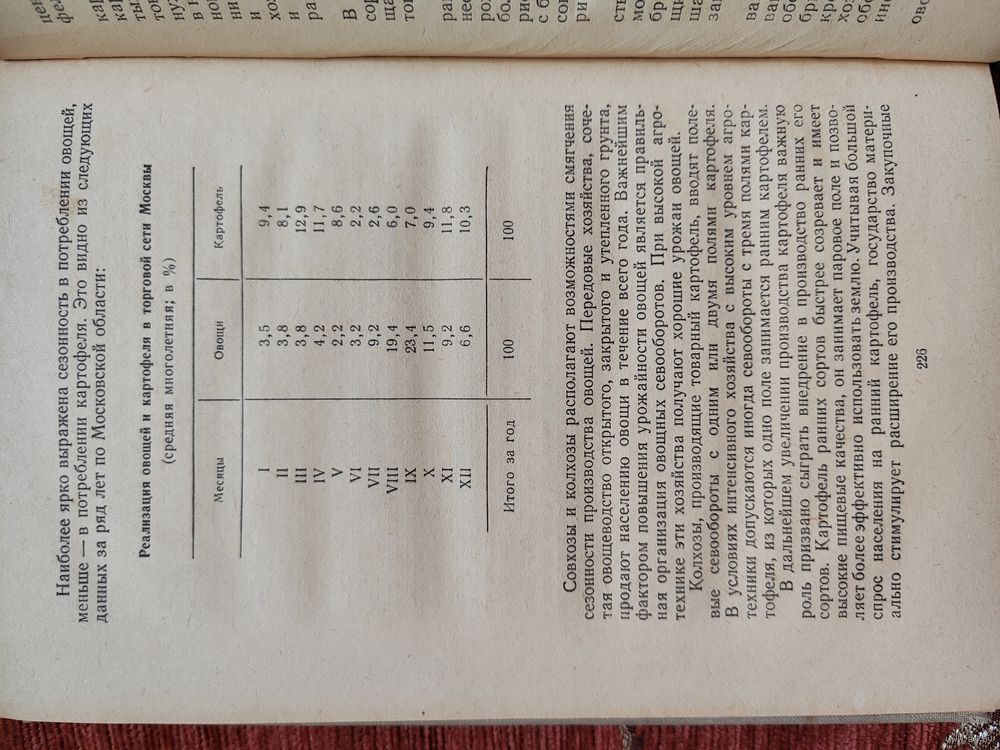 Наиболее ярко выражена сезонность в потреблении овощей,
меньше — в потреблении картофеля. Это видно из следующих
данных за ряд лет по Московской области:
Реализация овощей и картофеля в торговой сети Москвы
(средняя многолетняя; в %)
Месяцы Овощи Картофель
I 3,5 9,4
II 3,8 8,1
III 3,8 12,9
IV 4,2 11,7
V 2,2 8,6
VI 3,2 2,2
VII 9,2 2,6
VIII 19,4 6,0
IX 23,4 7,0
X 11,5 9,4
XI 9,2 11,8
XII 6,6 10,3
Итого за год 100 100
Совхозы и колхозы располагают возможностями смягчения
сезонности производства овощей. Передовые хозяйства, соче-
тая овощеводство открытого, закрытого и утепленного грунта,
продают населению овощи в течение всего года. Важнейшим
фактором повышения урожайности овощей является правиль-
ная организация овощных севооборотов. При высокой агро-
технике эти хозяйства получают хорошие урожаи овощей.
Колхозы, производящие товарный картофель, вводят поле-
вые севообороты с одним или двумя полями картофеля.
В условиях интенсивного хозяйства с высоким уровнем агро-
техники допускаются иногда севообороты с тремя полями кар-
тофеля, из которых одно поле занимается ранним картофелем.
В дальнейшем увеличении производства картофеля важную
роль призвано сыграть внедрение в производство ранних его
сортов. Картофель ранних сортов быстрее созревает и имеет
высокие пищевые качества, он занимает паровое поле и позво-
ляет более эффективно использовать землю. Учитывая большой
спрос населения на ранний картофель, государство матери-
ально стимулирует расширение его производства. Закупочные
226